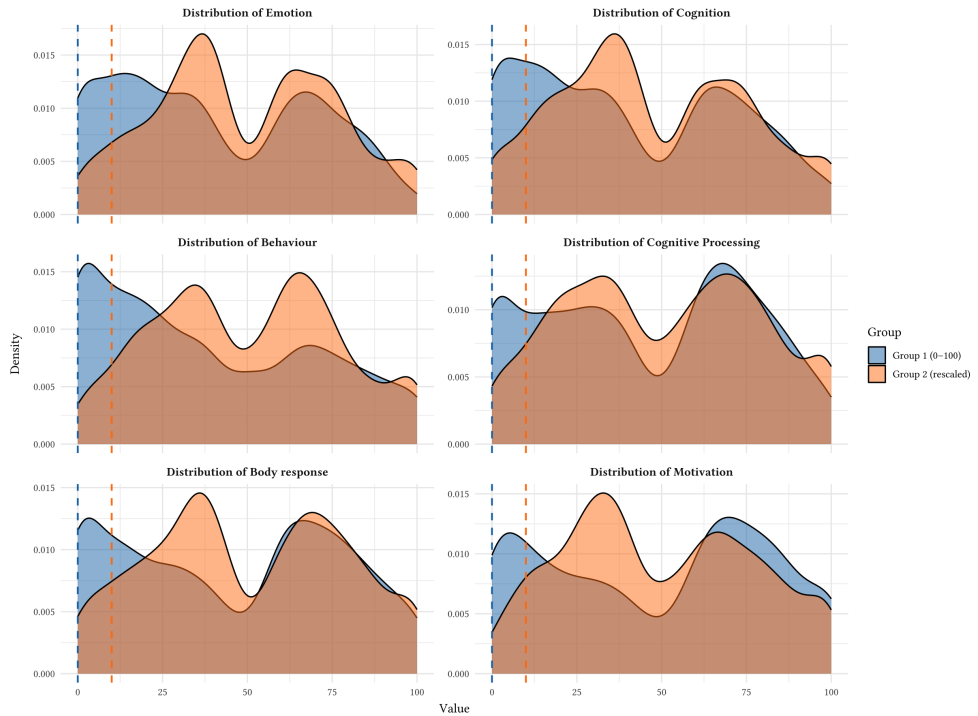 Distribution of Emotion
Distribution of Cognition
0.015
0.010
0.005
0.000
0.015
0.010
0.005
0.000
Distribution of Behaviour
Distribution of Cognitive Processing
0.015
0.010
0.005
0.000
0.010
0.005
0.000
Distribution of Body response
Distribution of Motivation
0.015
0.010
0.005
0.000
0.015
0.010
0.005
0.000
0 25 50 75 100
0 25 50 75 100
Density
Value
Group
Group 1 (0–100)
Group 2 (rescaled)